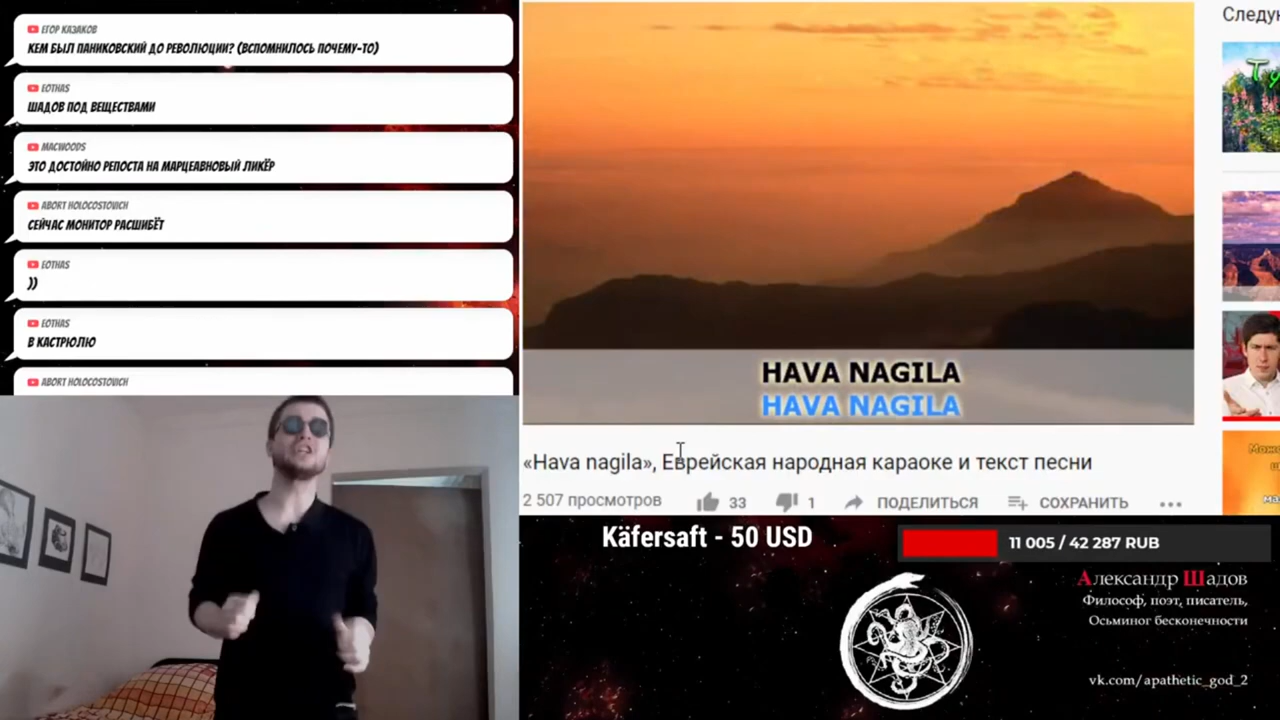 ЕГОР КАЗАКОВ
КЕМ БЫЛ ПАНИКОВСКИЙ ДО РЕВОЛЮЦИИ? (ВСПОМНИЛОСЬ ПОЧЕМУ-ТО)
EOTHAS
ШАДОВ ПОД ВЕЩЕСТВАМИ
MACWOODS
ЭТО ДОСТОЙНО РЕПОСТА НА МАРЦЕАВНОВЫЙ ЛИКЁР
ABORT HOLOCOSTOVICH
СЕЙЧАС МОНИТОР РАСШИБЁТ
EOTHAS
))
EOTHAS
В КАСТРЮЛЮ
ABORT HOLOCOSTOVICH
HAVA NAGILA
HAVA NAGILA
«Hava nagila», Еврейская народная караоке и текст песни
2 507 просмотров 33 1 ПОДЕЛИТЬСЯ СОХРАНИТЬ
Следу
Käfersaft - 50 USD
11 005 / 42 287 RUB
Александр Шадов
Философ, поэт, писатель,
Осьминог бесконечности
vk.com/apathetic_god_2